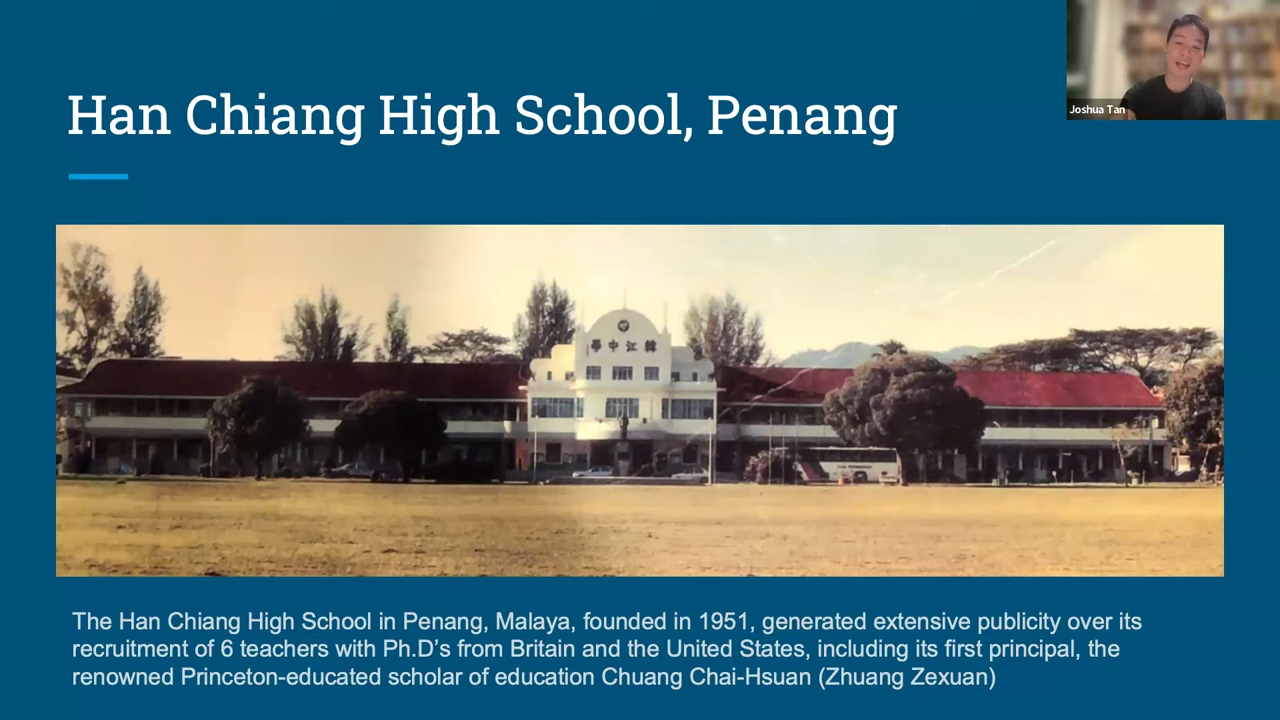 Han Chiang High School, Penang
Joshua Tan
學中江韓
The Han Chiang High School in Penang, Malaya, founded in 1951, generated extensive publicity over its
recruitment of 6 teachers with Ph.D’s from Britain and the United States, including its first principal, the
renowned Princeton-educated scholar of education Chuang Chai-Hsuan (Zhuang Zexuan)